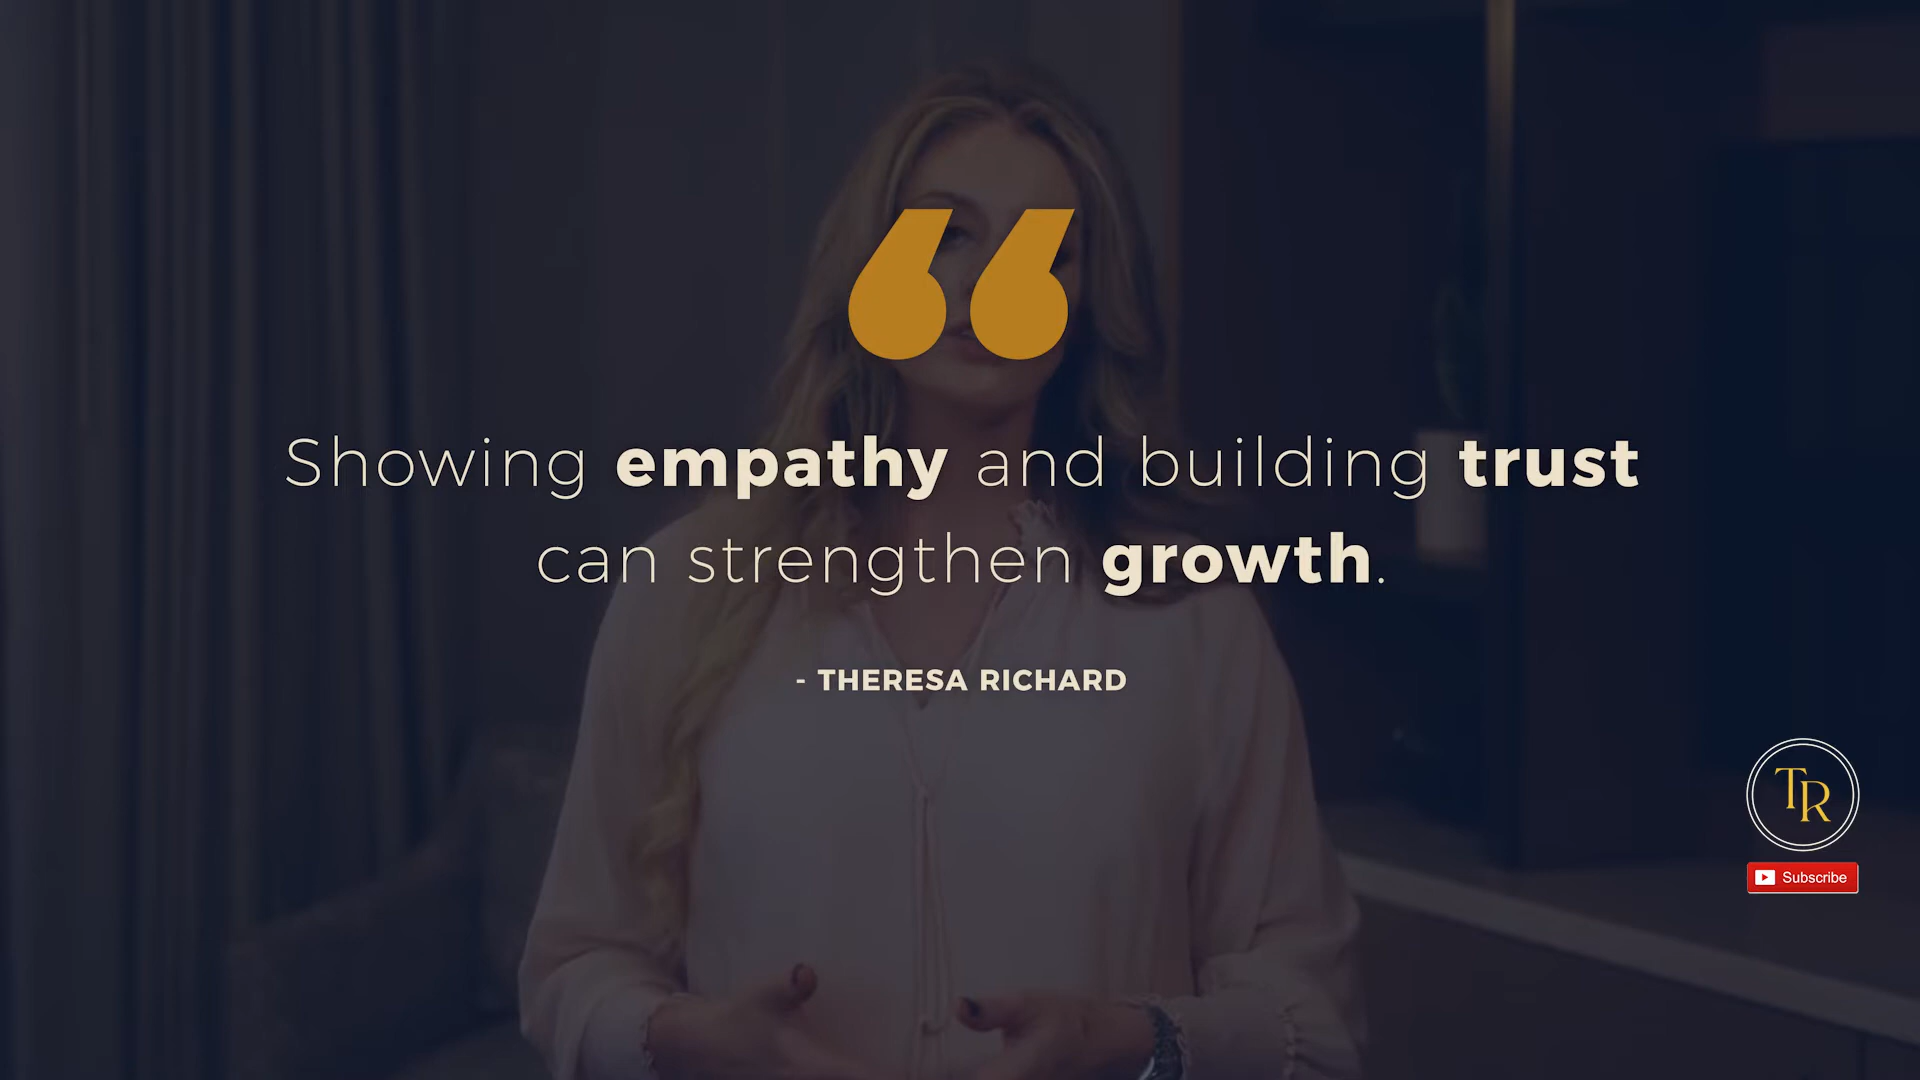 Showing empathy and building trust
can strengthen growth.
- THERESA RICHARD
TR
Subscribe